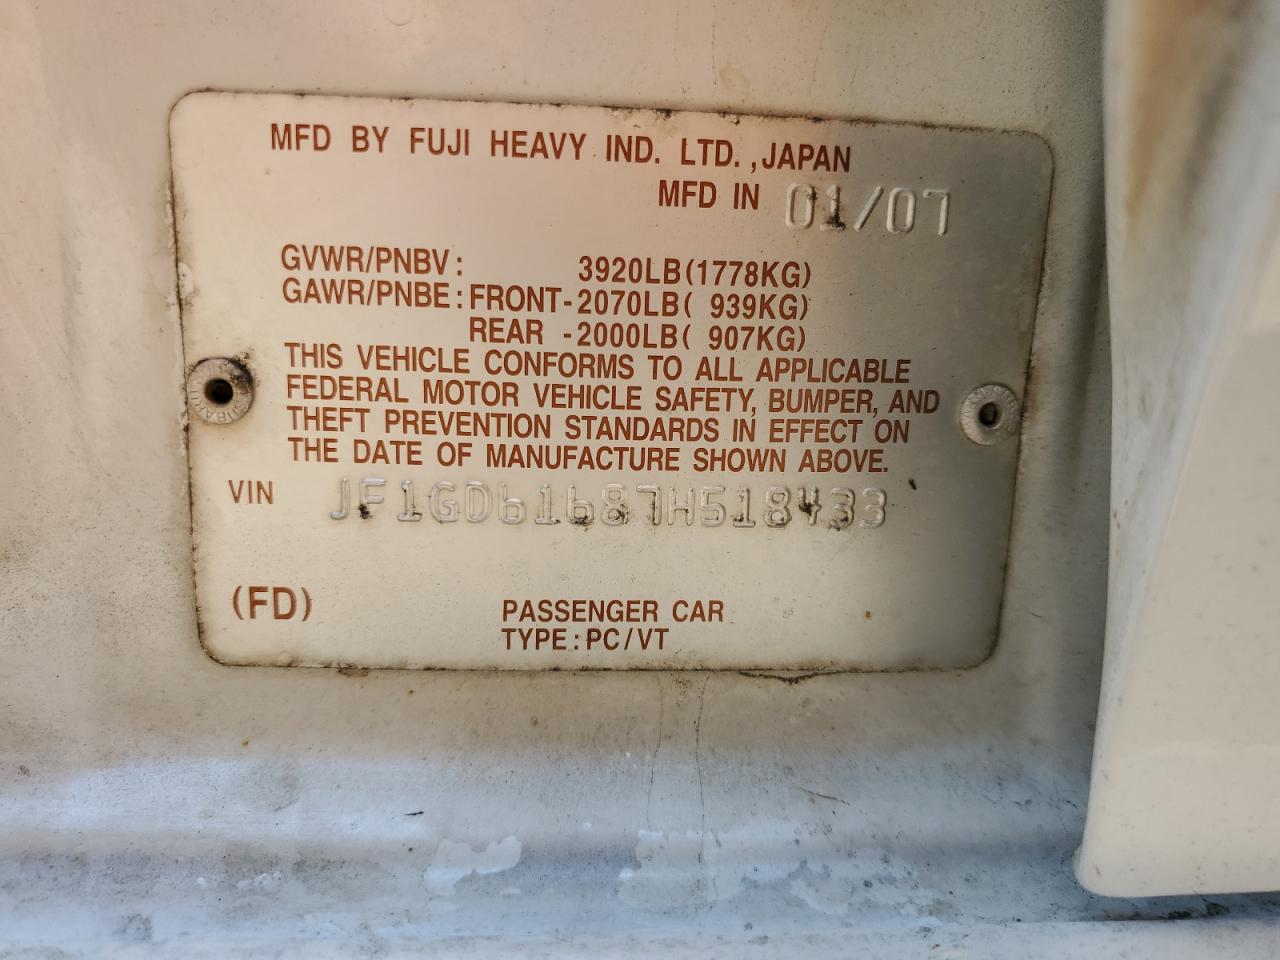 MFD BY FUJI HEAVY IND. LTD.,JAPAN
MFD IN 01/07
GVWR/PNBV: 3920LB(1778KG)
GAWR/PNBE:FRONT-2070LB( 939KG)
REAR -2000LB( 907KG)
THIS VEHICLE CONFORMS TO ALL APPLICABLE
FEDERAL MOTOR VEHICLE SAFETY, BUMPER, AND
THEFT PREVENTION STANDARDS IN EFFECT ON
THE DATE OF MANUFACTURE SHOWN ABOVE.
VIN JF1GD61687H518433
(FD)
PASSENGER CAR
TYPE:PC/VT